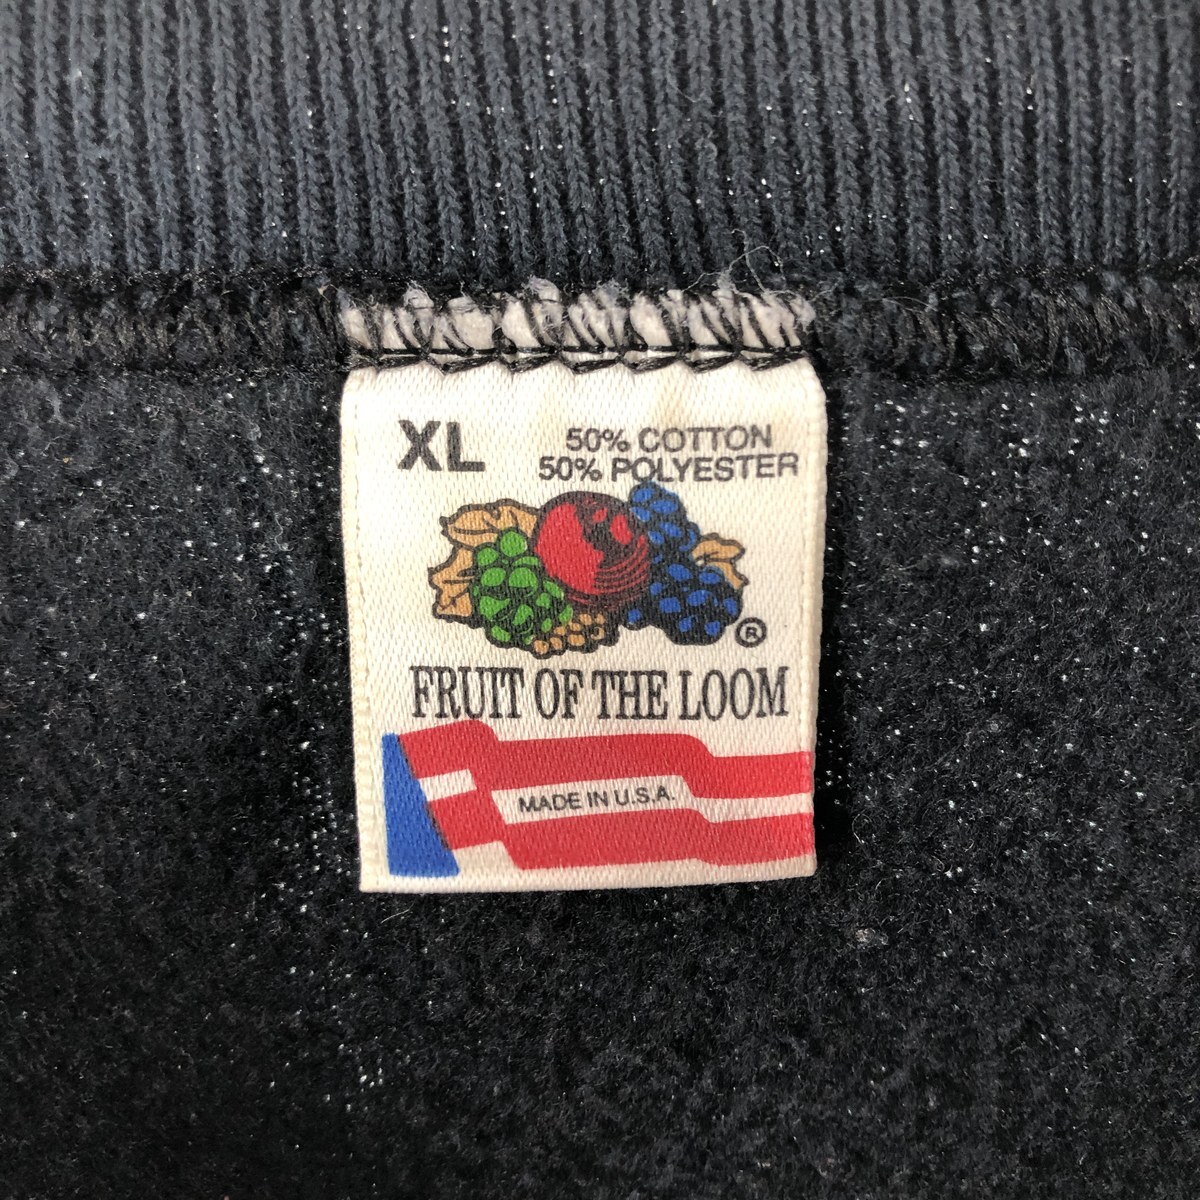 XL
50% COTTON
50% POLYESTER
®
FRUIT OF THE LOOM
MADE IN U.S.A.